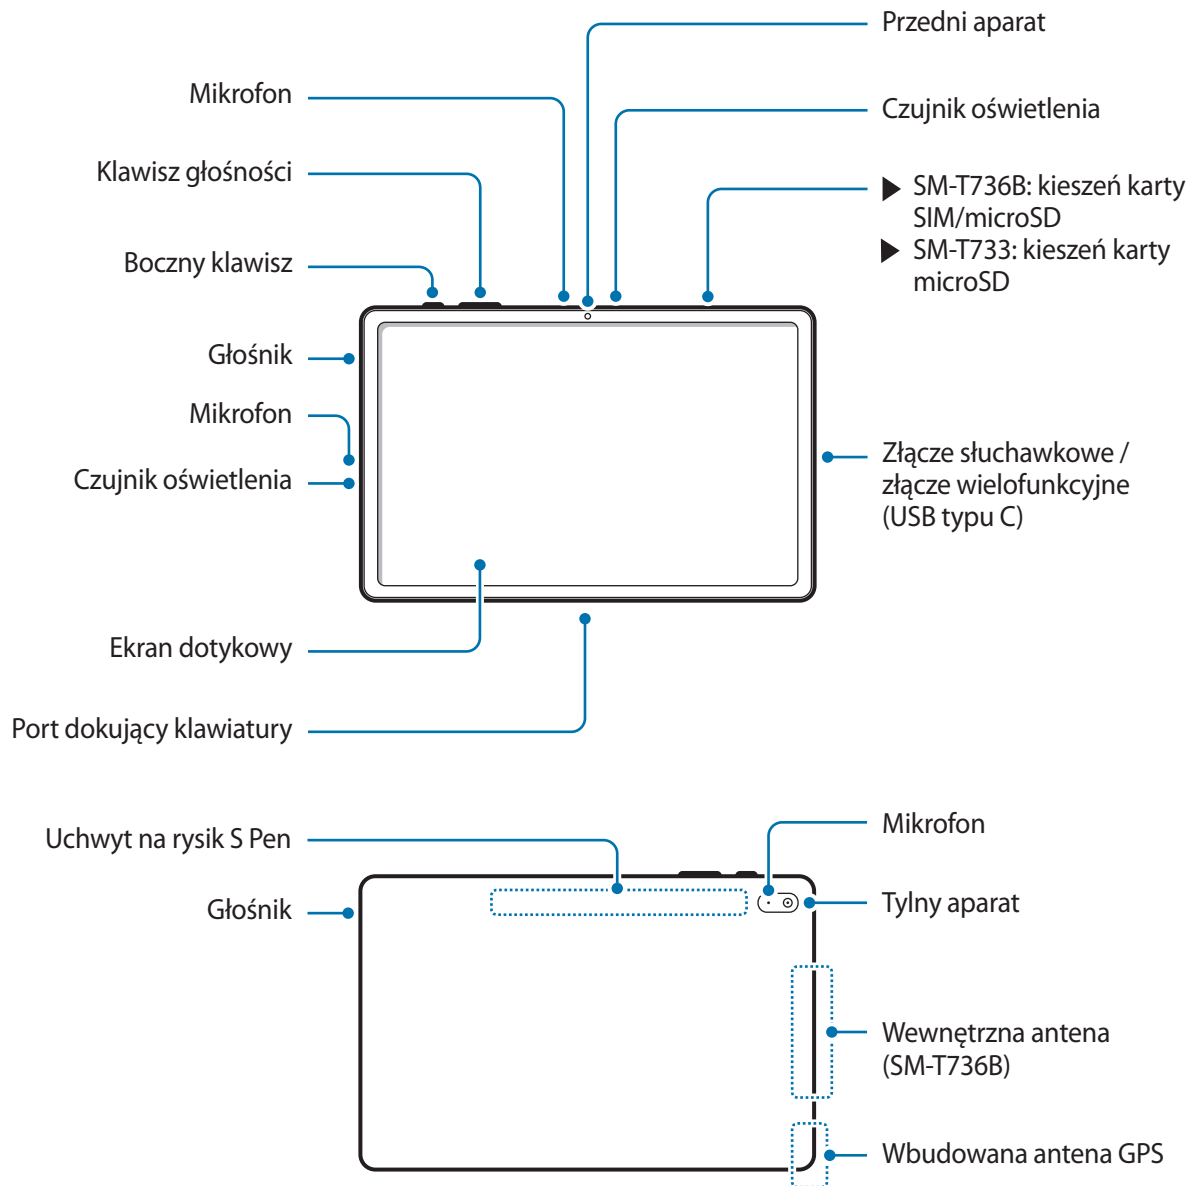 Przedni aparat
Mikrofon
Czujnik oświetlenia
Klawisz głośności
▶ SM-T736B: kieszeń karty
SIM/microSD
▶ SM-T733: kieszeń karty
microSD
Boczny klawisz
Głośnik
Mikrofon
Czujnik oświetlenia
Złącze słuchawkowe /
złącze wielofunkcyjne
(USB typu C)
Ekran dotykowy
Port dokujący klawiatury
Uchwyt na rysik S Pen
Mikrofon
Głośnik
Tylny aparat
Wewnętrzna antena
(SM-T736B)
Wbudowana antena GPS